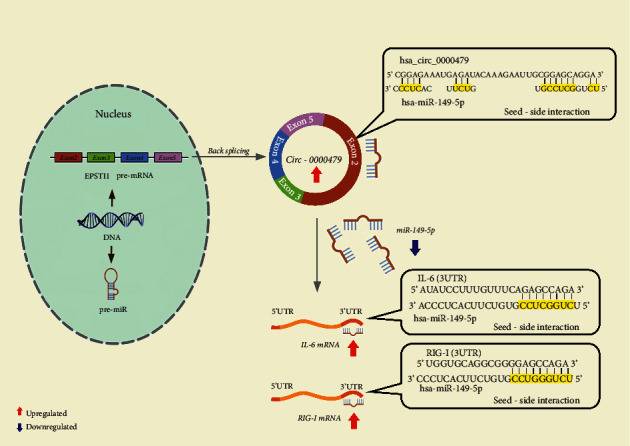 hsa_circ_0000479
5' CGGAGAAAUGAGAUACAAAGAAUUGCGGAGCAGGA 3'
3' CCCUCAC UUCUG UGCCUCGGUCU 5'
hsa-miR-149-5p
Seed - side interaction
Nucleus
Exon2 Exon3 Exon4 Exon5
EPSTI1 pre-mRNA
DNA
pre-miR
Back splicing
Exon 5
Exon 4
Exon 2
Exon 3
Circ - 0000479
miR-149-5p
IL-6 (3UTR)
5' AUAUCCUUUGUUUCAGAGCCAGA 3'
3' ACCCUCACUUCUGUGCCUCGGUCU 5'
hsa-miR-149-5p
Seed - side interaction
5'UTR 3'UTR
IL-6 mRNA
RIG-I (3UTR)
5' UGGUGCAGGCGGGGAGCCAGA 3'
3' CCCUCACUUCUGUGCCUGGGUCU 5'
hsa-miR-149-5p
Seed - side interaction
5'UTR 3'UTR
RIG-I mRNA
Upregulated
Downregulated